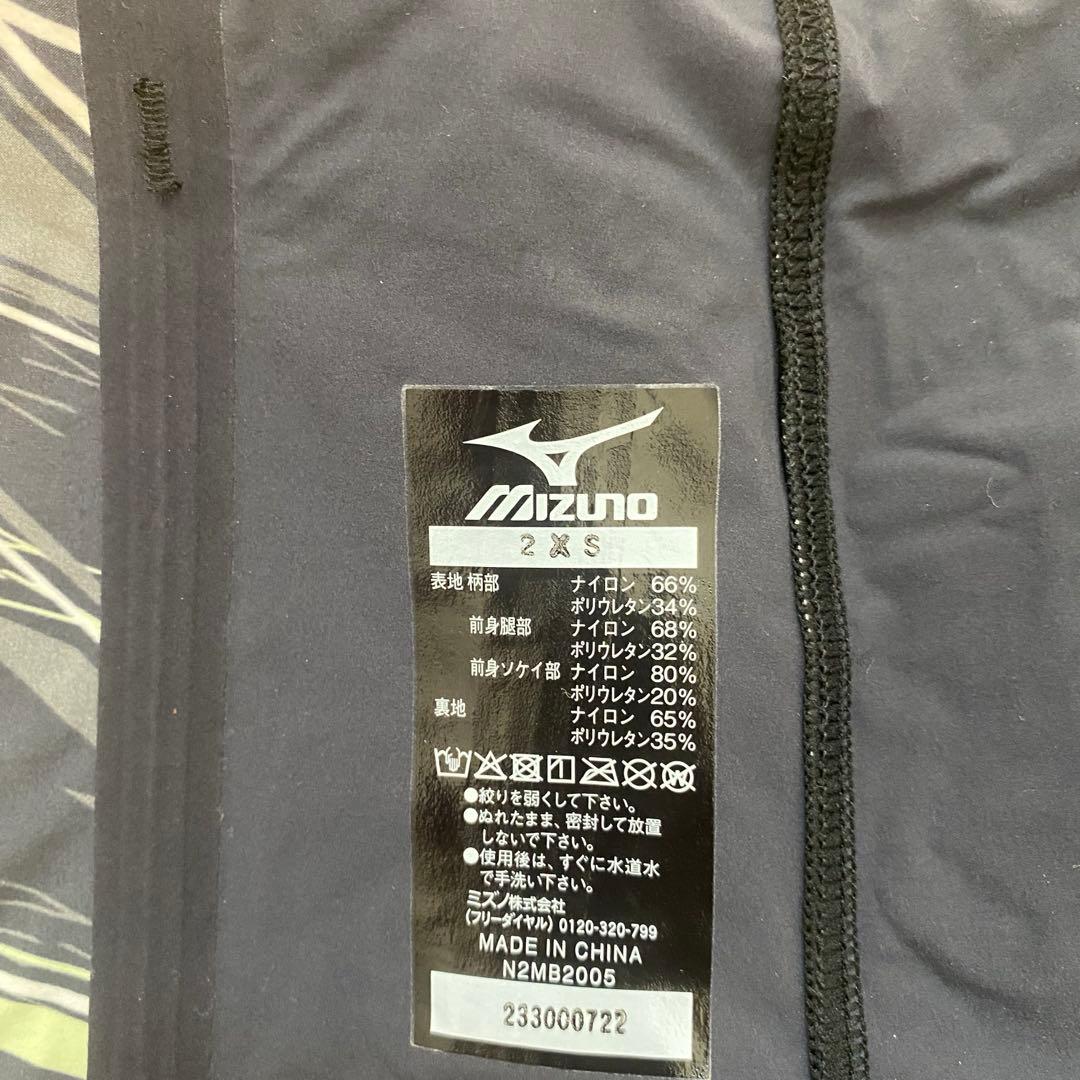 MIZUNO
2XS
表地 柄部 ナイロン 66%
ポリウレタン34%
前身腿部 ナイロン 68%
ポリウレタン32%
前身ソケイ部 ナイロン 80%
ポリウレタン20%
裏地 ナイロン 65%
ポリウレタン35%
W
●絞りを弱くして下さい。
●ぬれたまま、密封して放置
しないで下さい。
●使用後は、すぐに水道水
で手洗い下さい。
ミズノ株式会社
(フリーダイヤル) 0120-320-799
MADE IN CHINA
N2MB2005
233000722